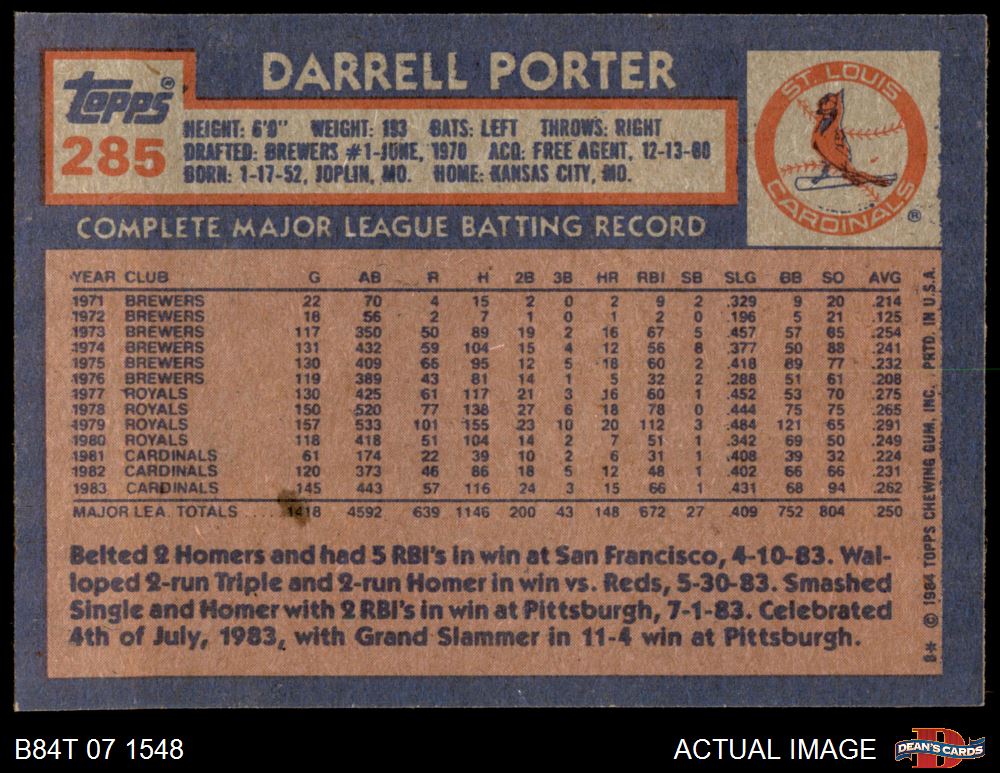 DARRELL PORTER
topps®
285
HEIGHT: 6'0" WEIGHT: 193 BATS: LEFT THROWS: RIGHT
DRAFTED: BREWERS #1-JUNE, 1970 ACQ: FREE AGENT, 12-13-80
BORN: 1-17-52, JOPLIN, MO. HOME: KANSAS CITY, MO.
ST. LOUIS
CARDINALS
®
COMPLETE MAJOR LEAGUE BATTING RECORD
YEAR CLUB G AB R H 2B 3B HR RBI SB SLG BB SO AVG
1971 BREWERS 22 70 4 15 2 0 2 9 2 .329 9 20 .214
1972 BREWERS 18 56 2 7 1 0 1 2 0 .196 5 21 .125
1973 BREWERS 117 350 50 89 19 2 16 67 5 .457 57 85 .254
1974 BREWERS 131 432 59 104 15 4 12 56 8 .377 50 88 .241
1975 BREWERS 130 409 66 95 12 5 18 60 2 .418 89 77 .232
1976 BREWERS 119 389 43 81 14 1 5 32 2 .288 51 61 .208
1977 ROYALS 130 425 61 117 21 3 16 60 1 .452 53 70 .275
1978 ROYALS 150 520 77 138 27 6 18 78 0 .444 75 75 .265
1979 ROYALS 157 533 101 155 23 10 20 112 3 .484 121 65 .291
1980 ROYALS 118 418 51 104 14 2 7 51 1 .342 69 50 .249
1981 CARDINALS 61 174 22 39 10 2 6 31 1 .408 39 32 .224
1982 CARDINALS 120 373 46 86 18 5 12 48 1 .402 66 66 .231
1983 CARDINALS 145 443 57 116 24 3 15 66 1 .431 68 94 .262
MAJOR LEA. TOTALS .... 1418 4592 639 1146 200 43 148 672 27 .409 752 804 .250
Belted 2 Homers and had 5 RBI's in win at San Francisco, 4-10-83. Wal-
loped 2-run Triple and 2-run Homer in win vs. Reds, 5-30-83. Smashed
Single and Homer with 2 RBI's in win at Pittsburgh, 7-1-83. Celebrated
4th of July, 1983, with Grand Slammer in 11-4 win at Pittsburgh.
B* © 1984 TOPPS CHEWING GUM, INC. PRTD. IN U.S.A.
B84T 07 1548
ACTUAL IMAGE
DEAN'S CARDS